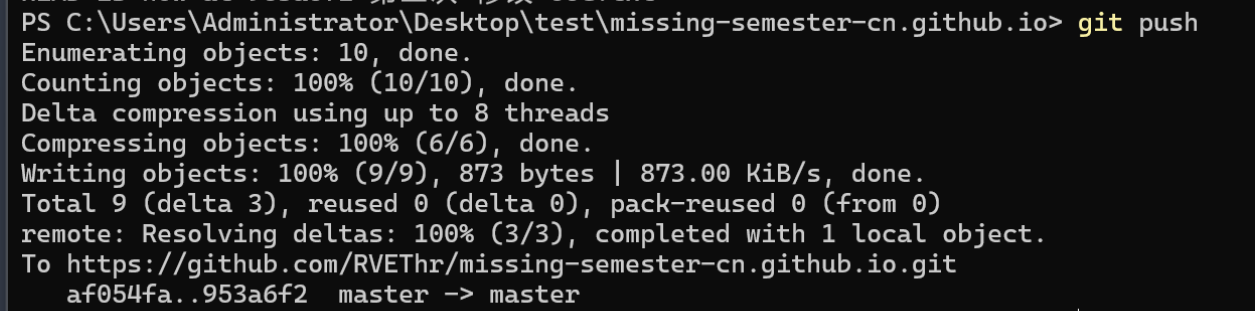 PS C:\Users\Administrator\Desktop\test\missing-semester-cn.github.io> git push
Enumerating objects: 10, done.
Counting objects: 100% (10/10), done.
Delta compression using up to 8 threads
Compressing objects: 100% (6/6), done.
Writing objects: 100% (9/9), 873 bytes | 873.00 KiB/s, done.
Total 9 (delta 3), reused 0 (delta 0), pack-reused 0 (from 0)
remote: Resolving deltas: 100% (3/3), completed with 1 local object.
To https://github.com/RVEThr/missing-semester-cn.github.io.git
   af054fa..953a6f2  master -> master